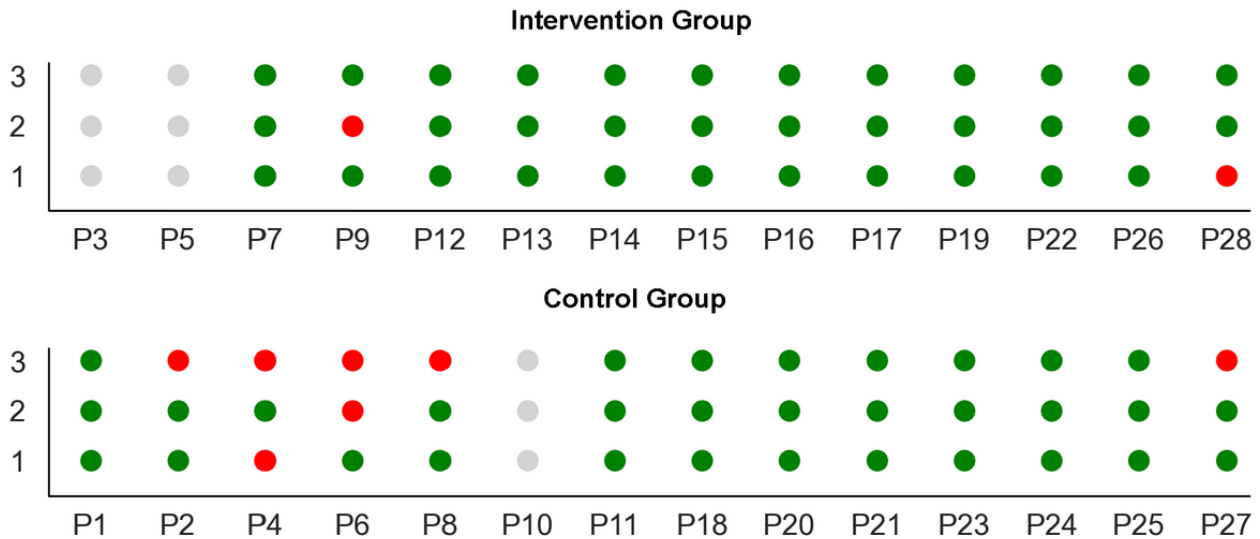 Intervention Group
3
2
1
P3 P5 P7 P9 P12 P13 P14 P15 P16 P17 P19 P22 P26 P28
Control Group
3
2
1
P1 P2 P4 P6 P8 P10 P11 P18 P20 P21 P23 P24 P25 P27